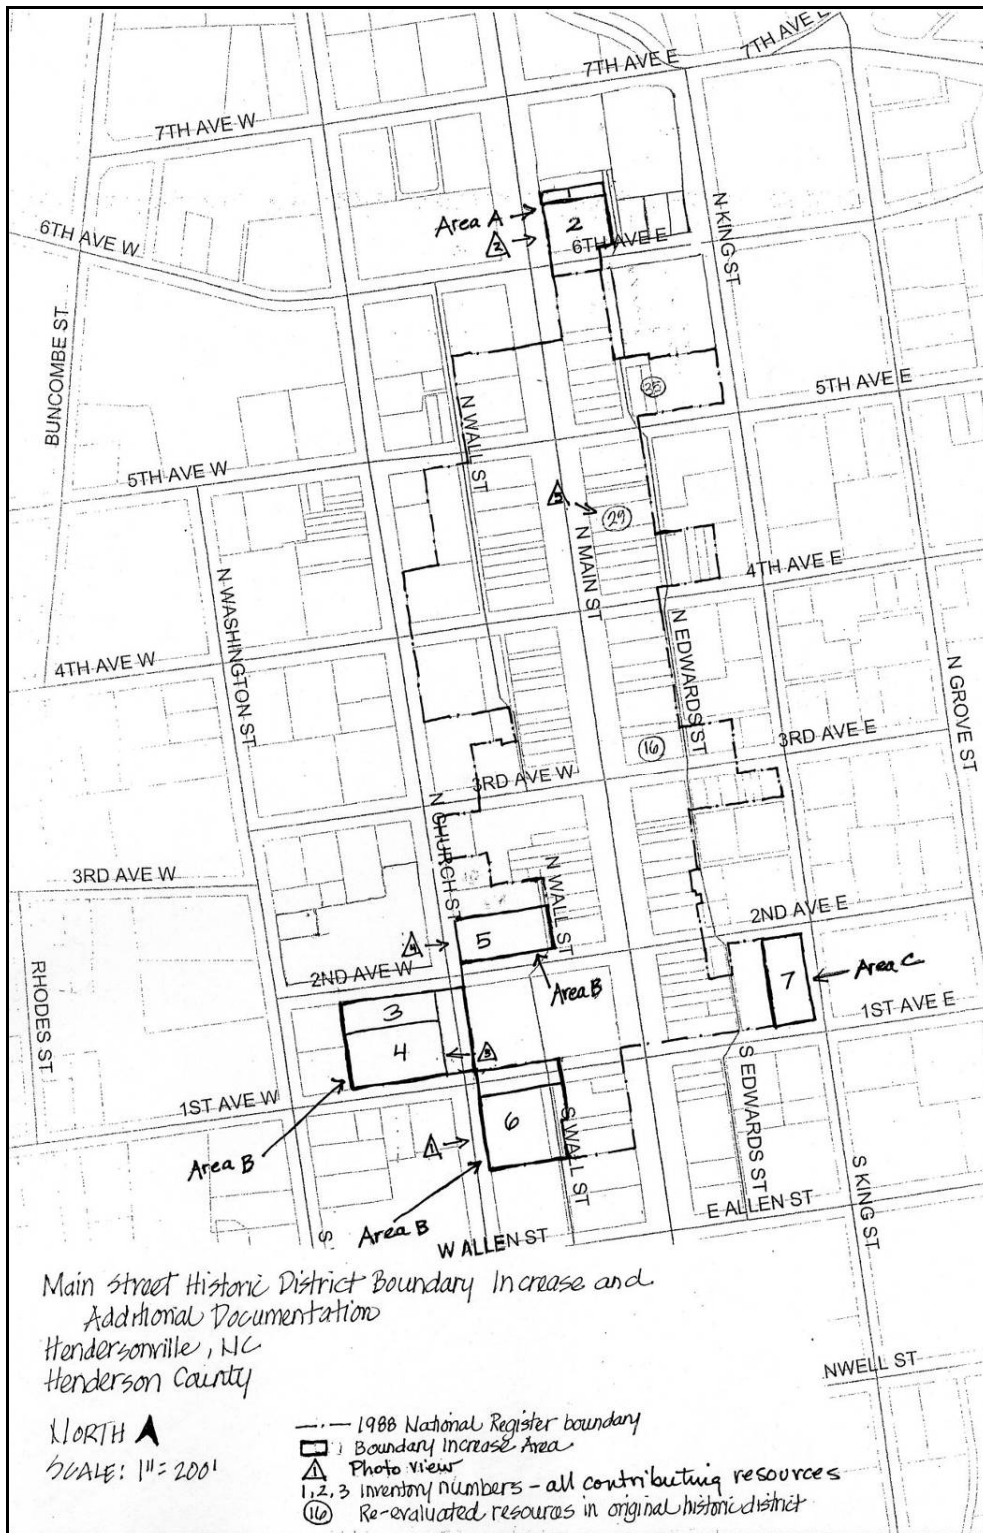 7TH AVE E
7TH AVE E
7TH AVE W
N KING ST
Area A
2
2
6TH AVE E
6TH AVE W
BUNCOMBE ST
25
5TH AVE E
N WALL ST
5TH AVE W
29
N MAIN ST
4TH AVE E
N WASHINGTON ST
N EDWARDS ST
4TH AVE W
N GROVE ST
16
3RD AVE E
3RD AVE W
N CHURCH ST
3RD AVE W
N WALL ST
2ND AVE E
4
5
2ND AVE W
Area B
7
Area C
RHODES ST
3
1ST AVE E
4
3
1ST AVE W
S EDWARDS ST
6
S WALL ST
1
Area B
S KING ST
E ALLEN ST
Area B
S
W ALLEN ST
Main Street Historic District Boundary Increase and
Additional Documentation
Hendersonville, NC
Henderson County
NWELL ST
NORTH
SCALE: 1"=200'
1988 National Register boundary
Boundary Increase Area
1 Photo view
1,2,3 inventory numbers - all contributing resources
16 Re-evaluated resources in original historic district